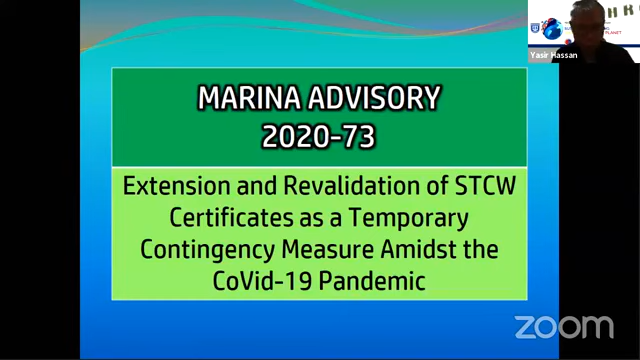 MARINA ADVISORY
2020-73
Extension and Revalidation of STCW
Certificates as a Temporary
Contingency Measure Amidst the
CoVid-19 Pandemic
Yasir Hassan
PLANET
zoom